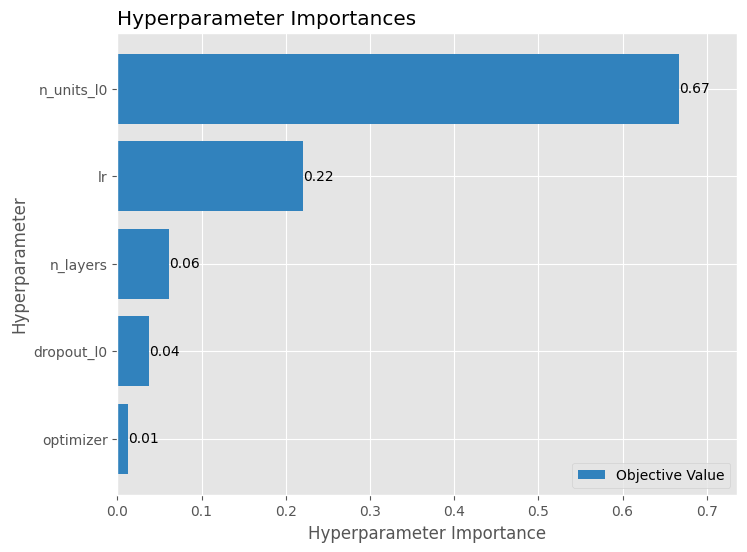 Hyperparameter Importances
Hyperparameter
n_units_l0
0.67
lr
0.22
n_layers
0.06
dropout_l0
0.04
optimizer
0.01
Objective Value
0.0 0.1 0.2 0.3 0.4 0.5 0.6 0.7
Hyperparameter Importance